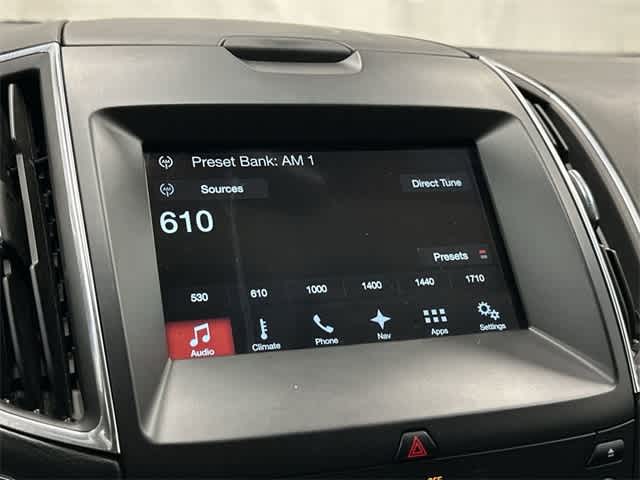 Preset Bank: AM 1
Sources
Direct Tune
610
Presets
530 610 1000 1400 1440 1710
Audio Climate Phone Nav Apps Settings
OFF